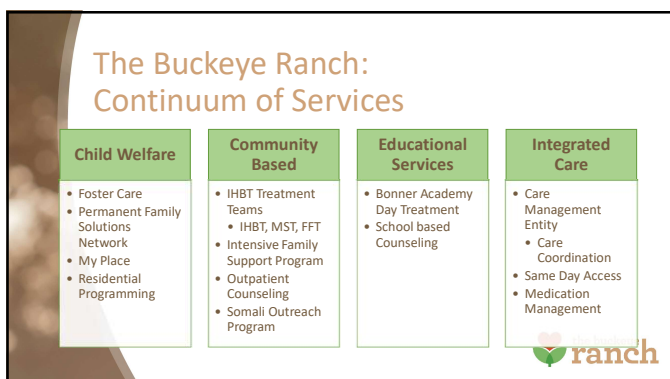 The Buckeye Ranch:
Continuum of Services
Child Welfare
• Foster Care
• Permanent Family
Solutions
Network
• My Place
• Residential
Programming
Community
Based
• IHBT Treatment
Teams
• IHBT, MST, FFT
• Intensive Family
Support Program
• Outpatient
Counseling
• Somali Outreach
Program
Educational
Services
• Bonner Academy
Day Treatment
• School based
Counseling
Integrated
Care
• Care
Management
Entity
• Care
Coordination
• Same Day Access
• Medication
Management
ranch